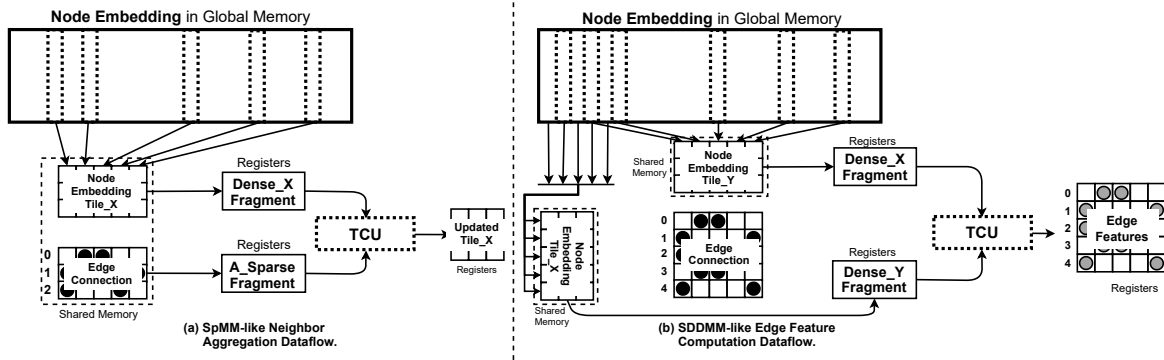 Node Embedding in Global Memory
Node
Embedding
Tile_X
Registers
Dense_X
Fragment
TCU
Updated
Tile_X
Registers
0
1
2
Edge
Connection
Registers
A_Sparse
Fragment
Shared Memory
(a) SpMM-like Neighbor
Aggregation Dataflow.
Node Embedding in Global Memory
Shared
Memory
Node
Embedding
Tile_Y
Registers
Dense_X
Fragment
Node
Embedding
Tile_X
Shared
Memory
0
1
2
3
4
Edge
Connection
Registers
Dense_Y
Fragment
TCU
0
1
2
3
4
Edge
Features
Registers
(b) SDDMM-like Edge Feature
Computation Dataflow.